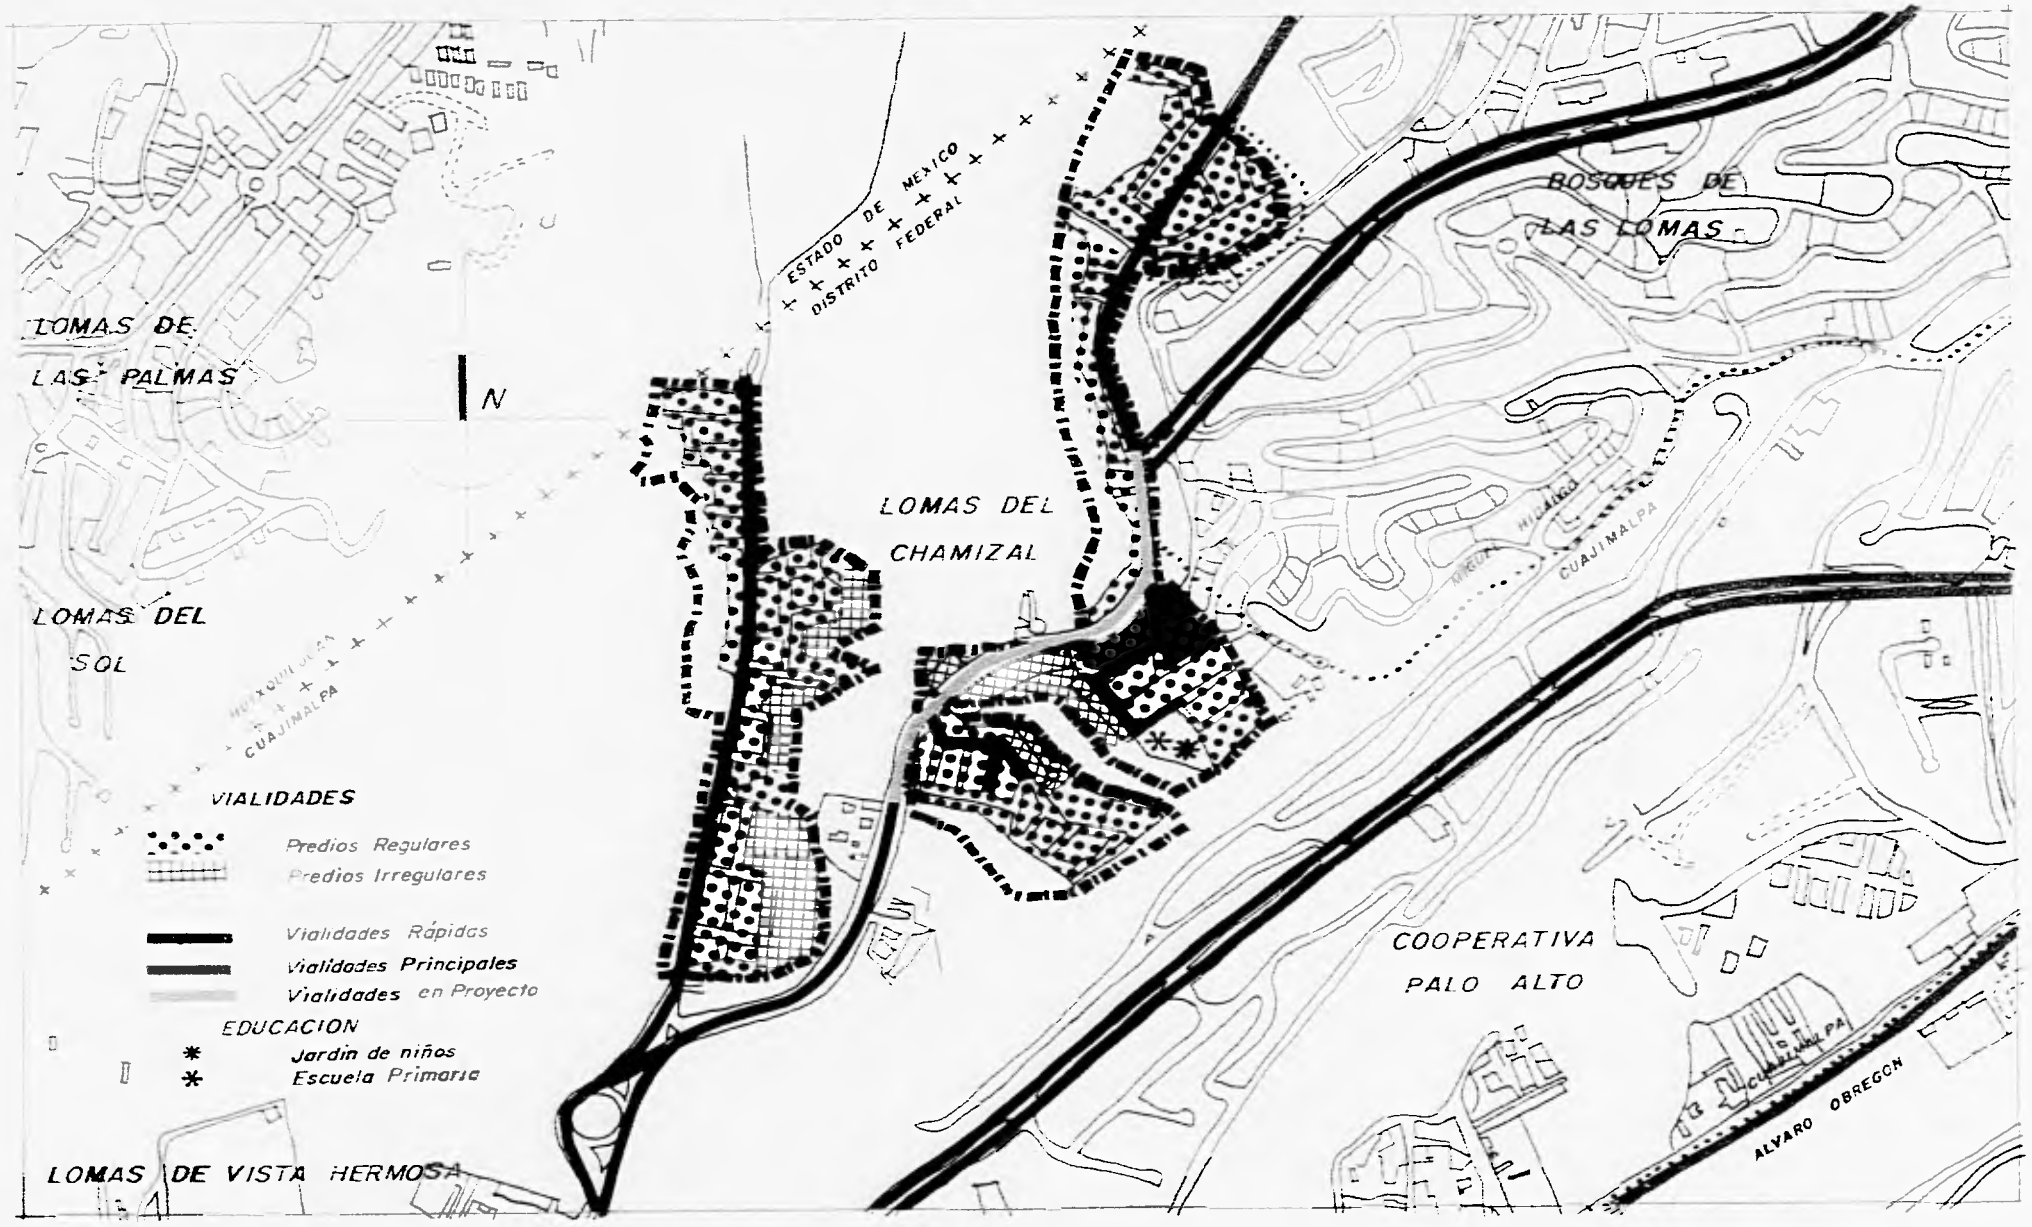 ESTADO DE MEXICO
DISTRITO FEDERAL
BOSQUES DE
LAS LOMAS
LOMAS DE
LAS PALMAS
N
LOMAS DEL
CHAMIZAL
MIGUEL HIDALGO
CUAJIMALPA
LOMAS DEL
SOL
HUIXQUILUCAN
CUAJIMALPA
VIALIDADES
Predios Regulares
Predios Irregulares
Vialidades Rápidas
Vialidades Principales
Vialidades en Proyecto
EDUCACION
Jardin de niños
Escuela Primaria
COOPERATIVA
PALO ALTO
CUAJIMALPA
ALVARO OBREGON
LOMAS DE VISTA HERMOSA